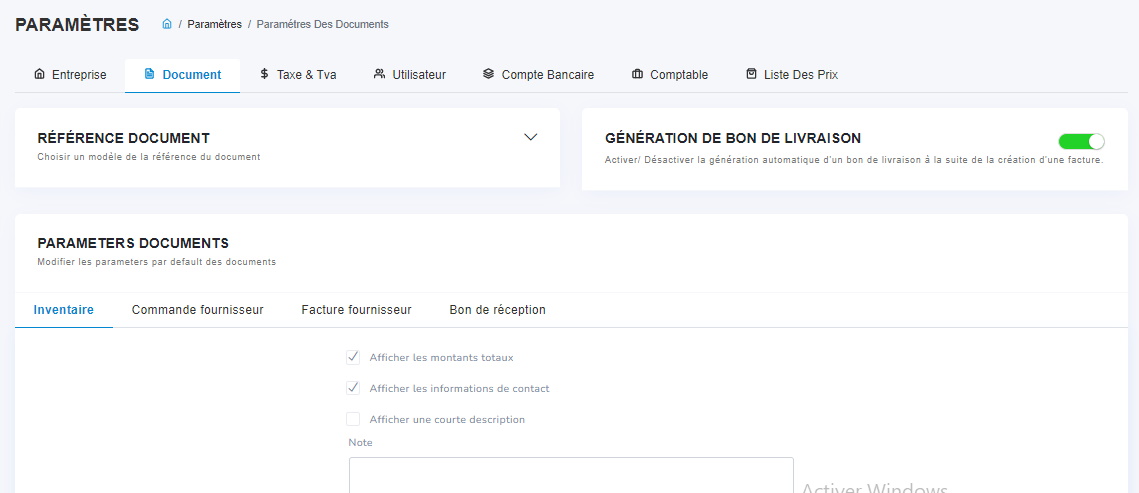 PARAMÈTRES / Paramètres / Paramétres Des Documents
Entreprise Document Taxe & Tva Utilisateur Compte Bancaire Comptable Liste Des Prix
RÉFÉRENCE DOCUMENT
Choisir un modèle de la référence du document
GÉNÉRATION DE BON DE LIVRAISON
Activer/ Désactiver la génération automatique d'un bon de livraison à la suite de la création d'une facture.
PARAMETERS DOCUMENTS
Modifier les parameters par default des documents
Inventaire Commande fournisseur Facture fournisseur Bon de réception
Afficher les montants totaux
Afficher les informations de contact
Afficher une courte description
Note
Activer Windows